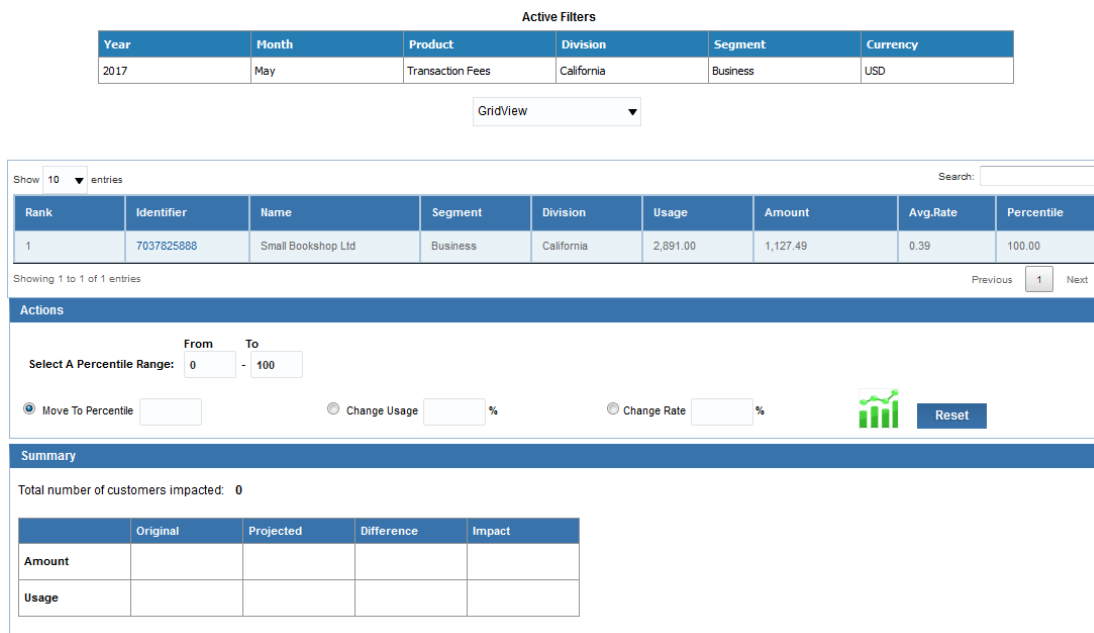 Active Filters
Year Month Product Division Segment Currency
2017 May Transaction Fees California Business USD
GridView
Show 10 entries Search:
Rank Identifier Name Segment Division Usage Amount Avg.Rate Percentile
1 7037825888 Small Bookshop Ltd Business California 2,891.00 1,127.49 0.39 100.00
Showing 1 to 1 of 1 entries Previous 1 Next
Actions
From To
Select A Percentile Range: 0 - 100
Move To Percentile Change Usage % Change Rate % Reset
Summary
Total number of customers impacted: 0
Original Projected Difference Impact
Amount
Usage